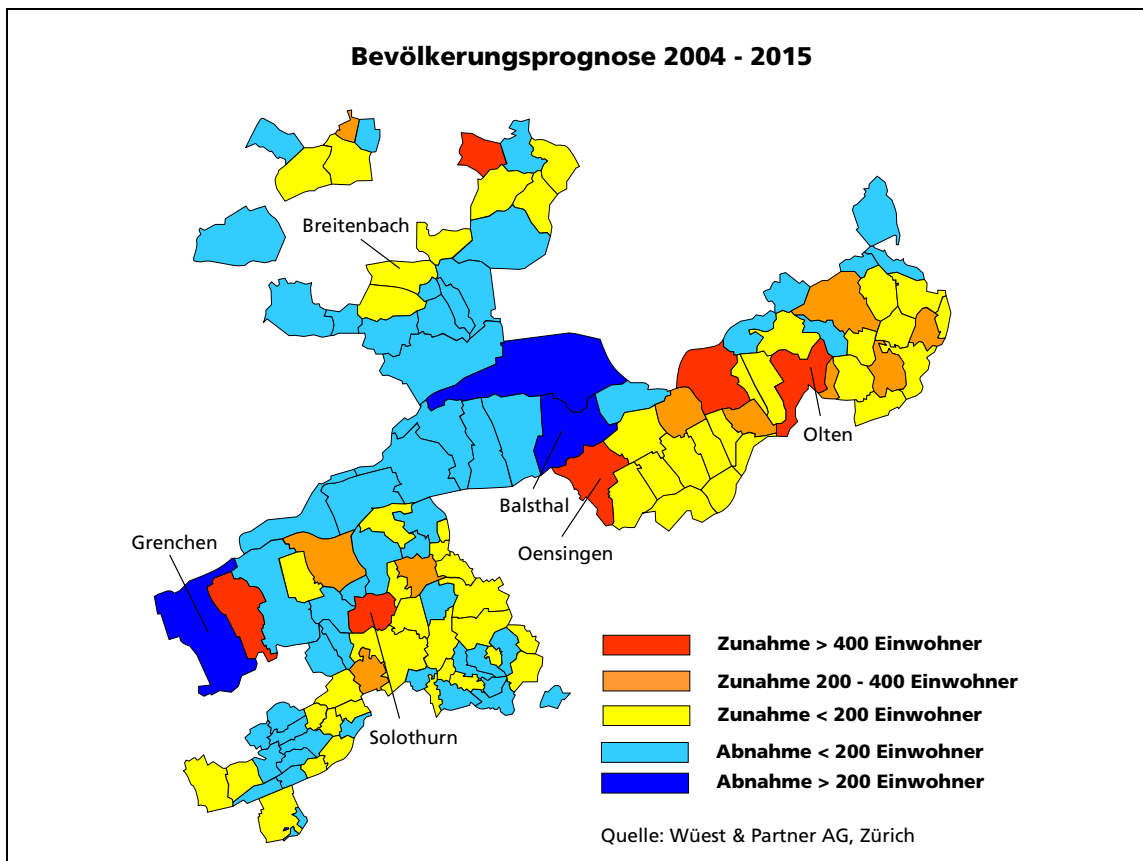 Bevölkerungsprognose 2004 - 2015
Breitenbach
Olten
Balsthal
Oensingen
Grenchen
Solothurn
Zunahme > 400 Einwohner
Zunahme 200 - 400 Einwohner
Zunahme < 200 Einwohner
Abnahme < 200 Einwohner
Abnahme > 200 Einwohner
Quelle: Wüest & Partner AG, Zürich